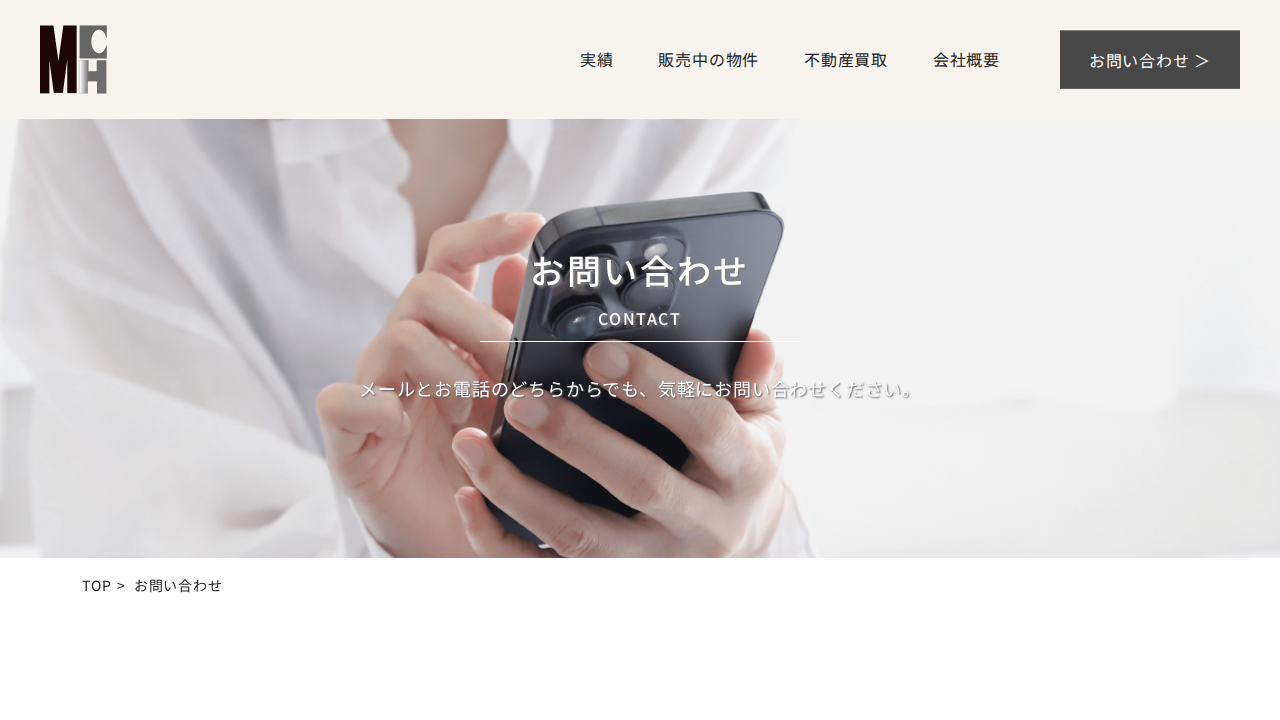 MCH
実績
販売中の物件
不動産買取
会社概要
お問い合わせ ＞
お問い合わせ
CONTACT
メールとお電話のどちらからでも、気軽にお問い合わせください。
TOP > お問い合わせ